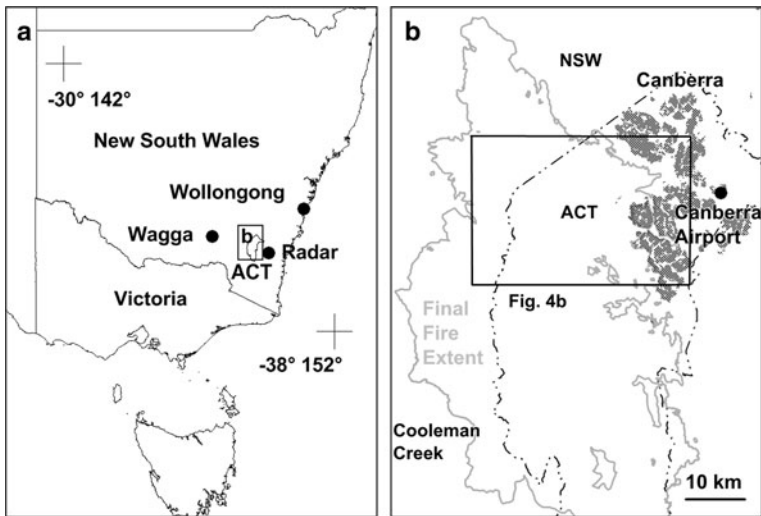 a
-30° 142°
New South Wales
Wollongong
Wagga
b
Radar
ACT
Victoria
-38° 152°
b
NSW
Canberra
ACT
Canberra
Airport
Fig. 4b
Final
Fire
Extent
Cooleman
Creek
10 km